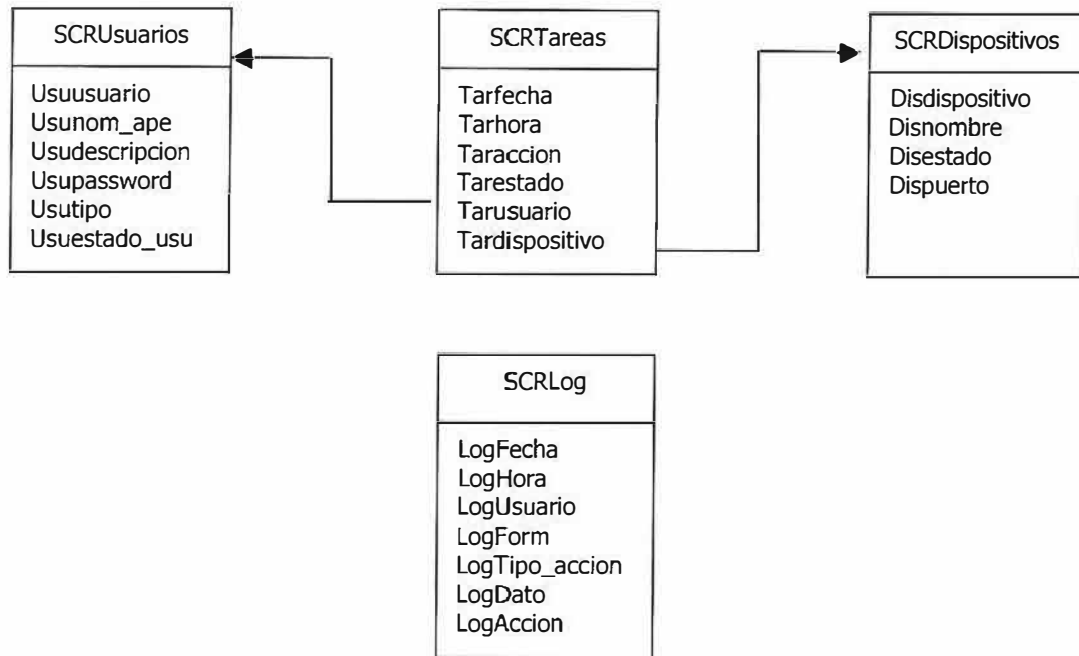 SCRUsuarios
Usuusuario
Usunom_ape
Usudescripcion
Usupassword
Usutipo
Usuestado_usu
SCRTareas
Tarfecha
Tarhora
Taraccion
Tarestado
Tarusuario
Tardispositivo
SCRDispositivos
Disdispositivo
Disnombre
Disestado
Dispuerto
SCRLog
LogFecha
LogHora
LogUsuario
LogForm
LogTipo_accion
LogDato
LogAccion